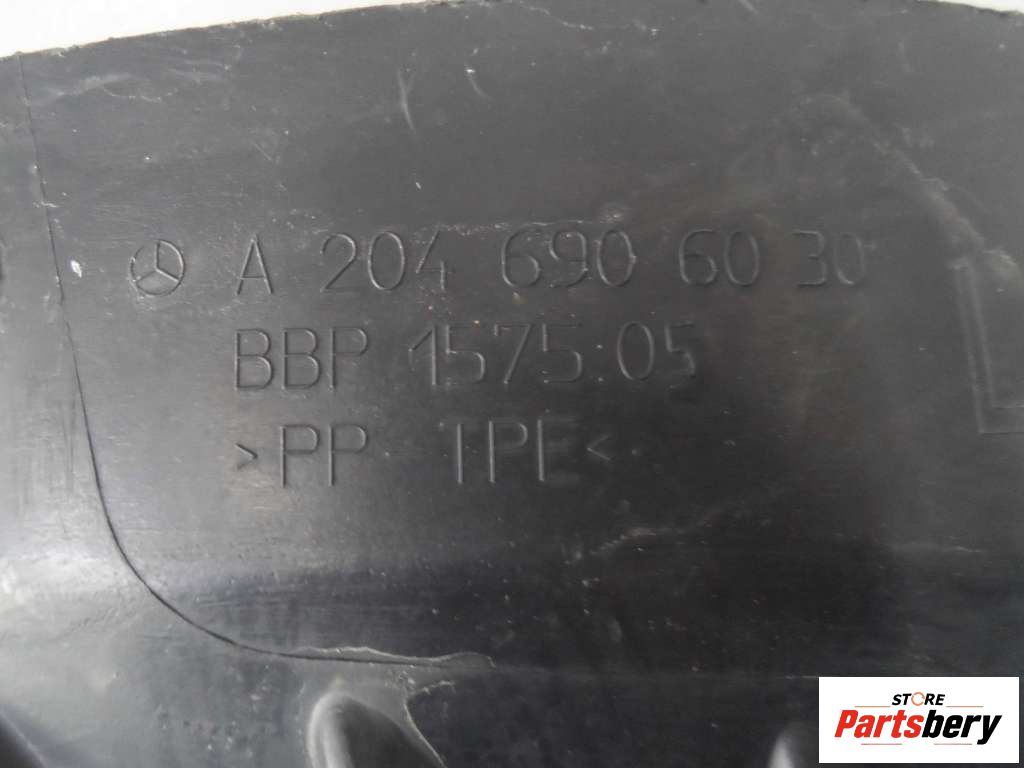 A 204 690 60 30
BBP 1575.05
>PP TPE<
L
STORE
Partsbery